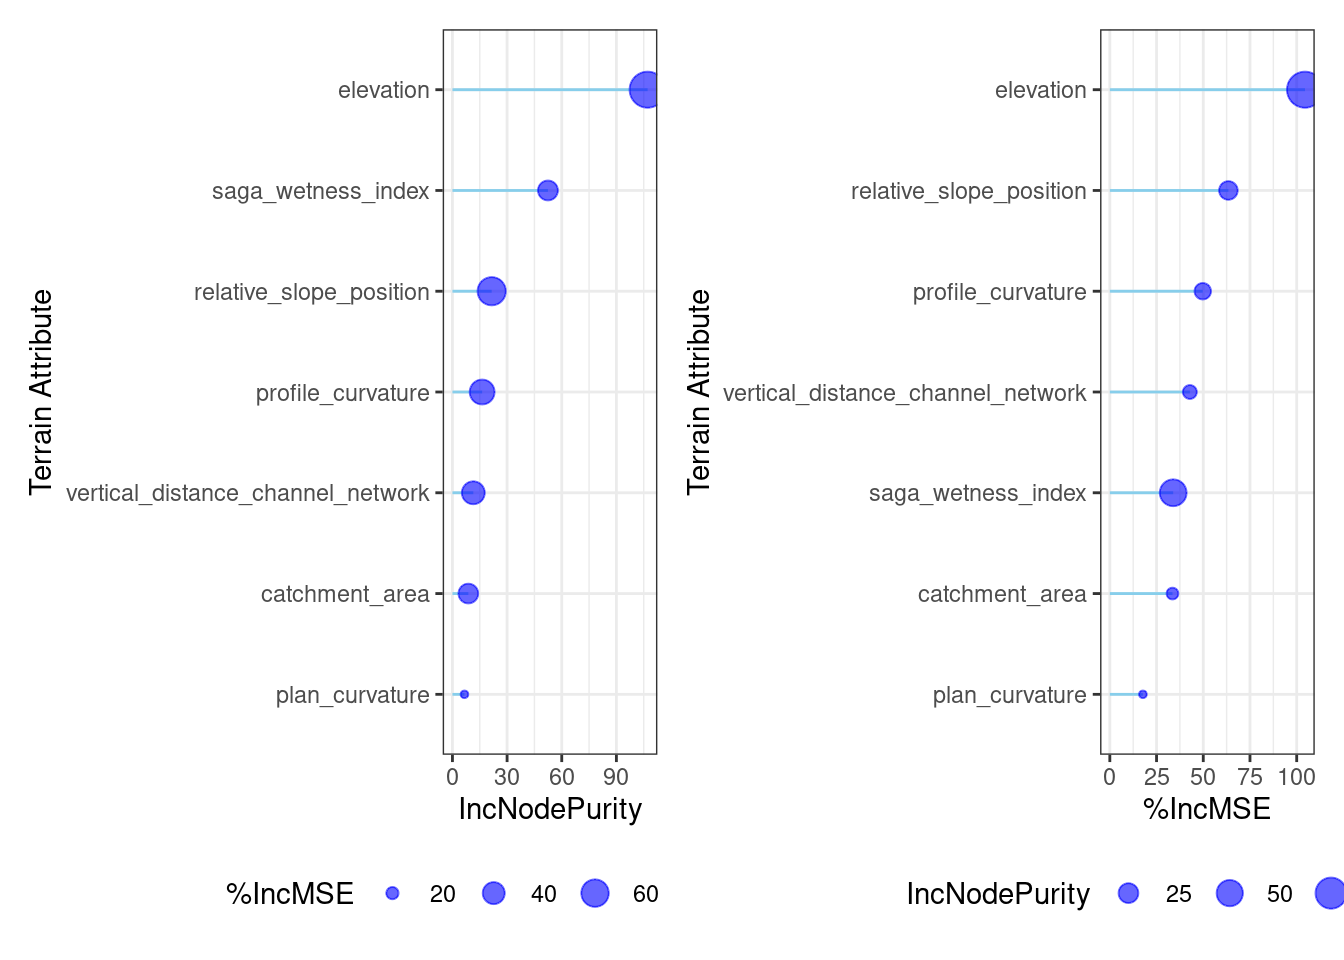 elevation
saga_wetness_index
relative_slope_position
profile_curvature
vertical_distance_channel_network
catchment_area
plan_curvature
Terrain Attribute
0 30 60 90
IncNodePurity
%IncMSE 20 40 60
elevation
relative_slope_position
profile_curvature
vertical_distance_channel_network
saga_wetness_index
catchment_area
plan_curvature
Terrain Attribute
0 25 50 75 100
%IncMSE
IncNodePurity 25 50